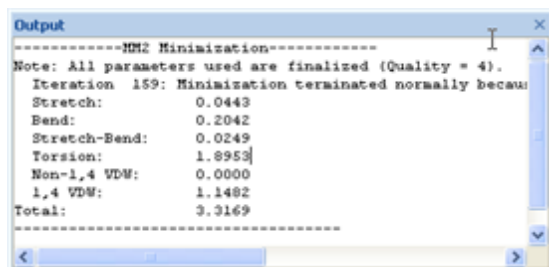 Output
------------MM2 Minimization------------
Note: All parameters used are finalized (Quality = 4).
Iteration 159: Minimization terminated normally becaus
Stretch: 0.0443
Bend: 0.2042
Stretch-Bend: 0.0249
Torsion: 1.8953
Non-1,4 VDW: 0.0000
1,4 VDW: 1.1482
Total: 3.3169
------------------------------------